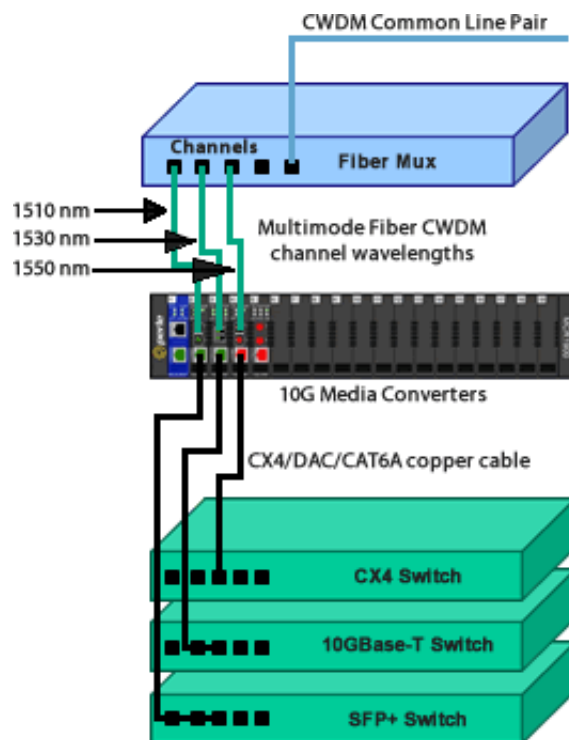 CWDM Common Line Pair
Channels
Fiber Mux
1510 nm
1530 nm
1550 nm
Multimode Fiber CWDM
channel wavelengths
perle
10G Media Converters
CX4/DAC/CAT6A copper cable
CX4 Switch
10GBase-T Switch
SFP+ Switch